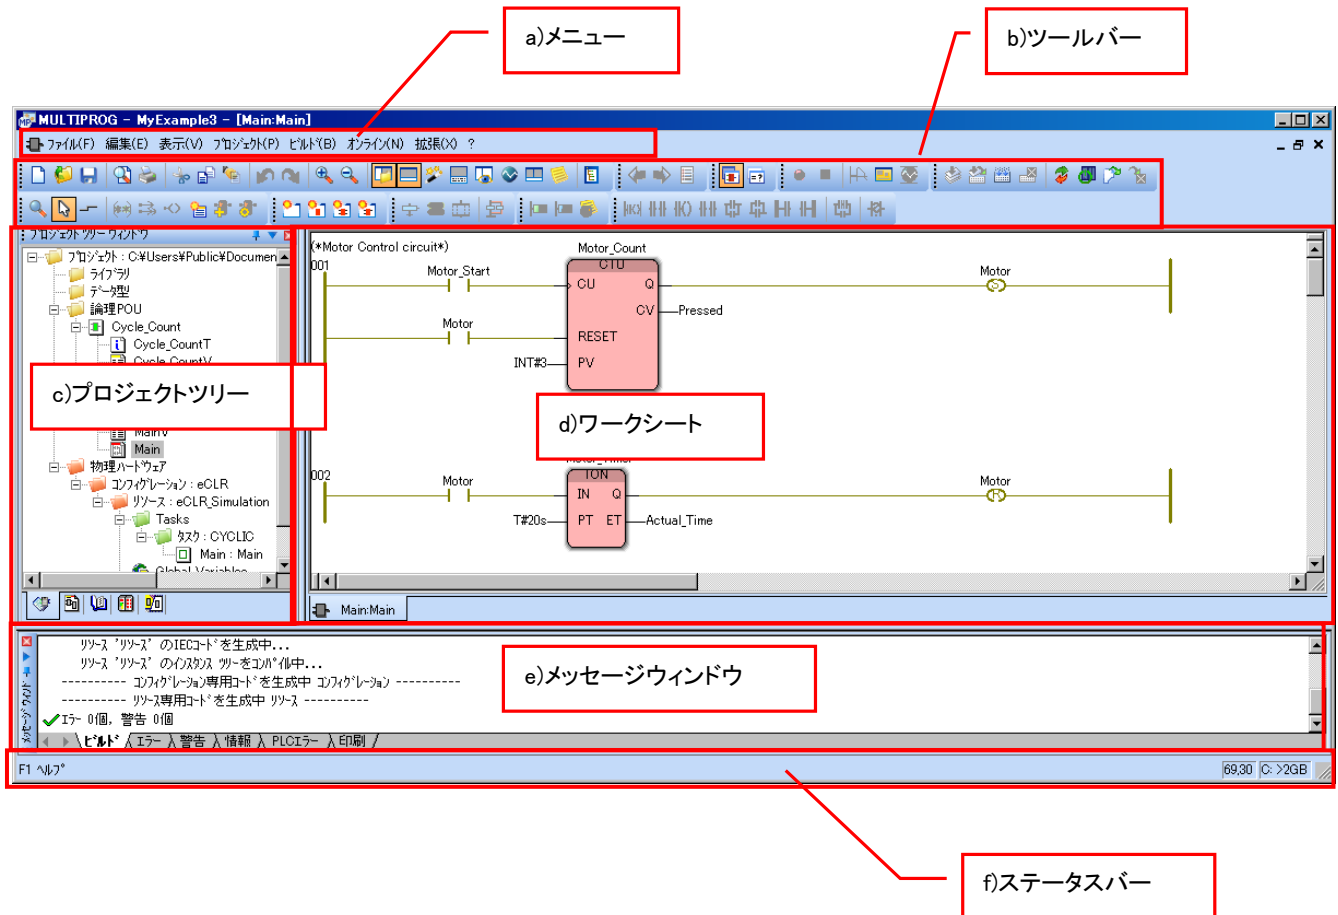 a)メニュー
b)ツールバー
MULTIPROG - MyExample3 - [Main:Main]
ファイル(F) 編集(E) 表示(V) プロジェクト(P) ビルド(B) オンライン(N) 拡張(X) ?
プロジェクト ツリー ウィンドウ
プロジェクト : C:¥Users¥Public¥Documen
ライブラリ
データ型
論理POU
Cycle_Count
Cycle_CountT
Cycle_CountV
c)プロジェクトツリー
MainV
Main
物理ハードウェア
コンフィグレーション : eCLR
リソース : eCLR_Simulation
Tasks
タスク : CYCLIC
Main : Main
Global_Variables
(*Motor Control circuit*)
Motor_Count
001
CTU
Motor_Start
CU Q
Motor
S
CV Pressed
Motor
RESET
INT#3 PV
d)ワークシート
Motor_Timer
002
TON
Motor
IN Q
Motor
R
T#20s PT ET Actual_Time
Main:Main
メッセージ ウィンド
リソース 'リソース' のIECコードを生成中...
リソース 'リソース' のインスタンス ツリーをコンパイル中...
---------- コンフィグレーション専用コードを生成中 コンフィグレーション ----------
---------- リソース専用コードを生成中 リソース ----------
エラー 0個, 警告 0個
e)メッセージウィンドウ
ビルド エラー 警告 情報 PLCエラー 印刷
F1 ヘルプ
69,30 C: >2GB
f)ステータスバー